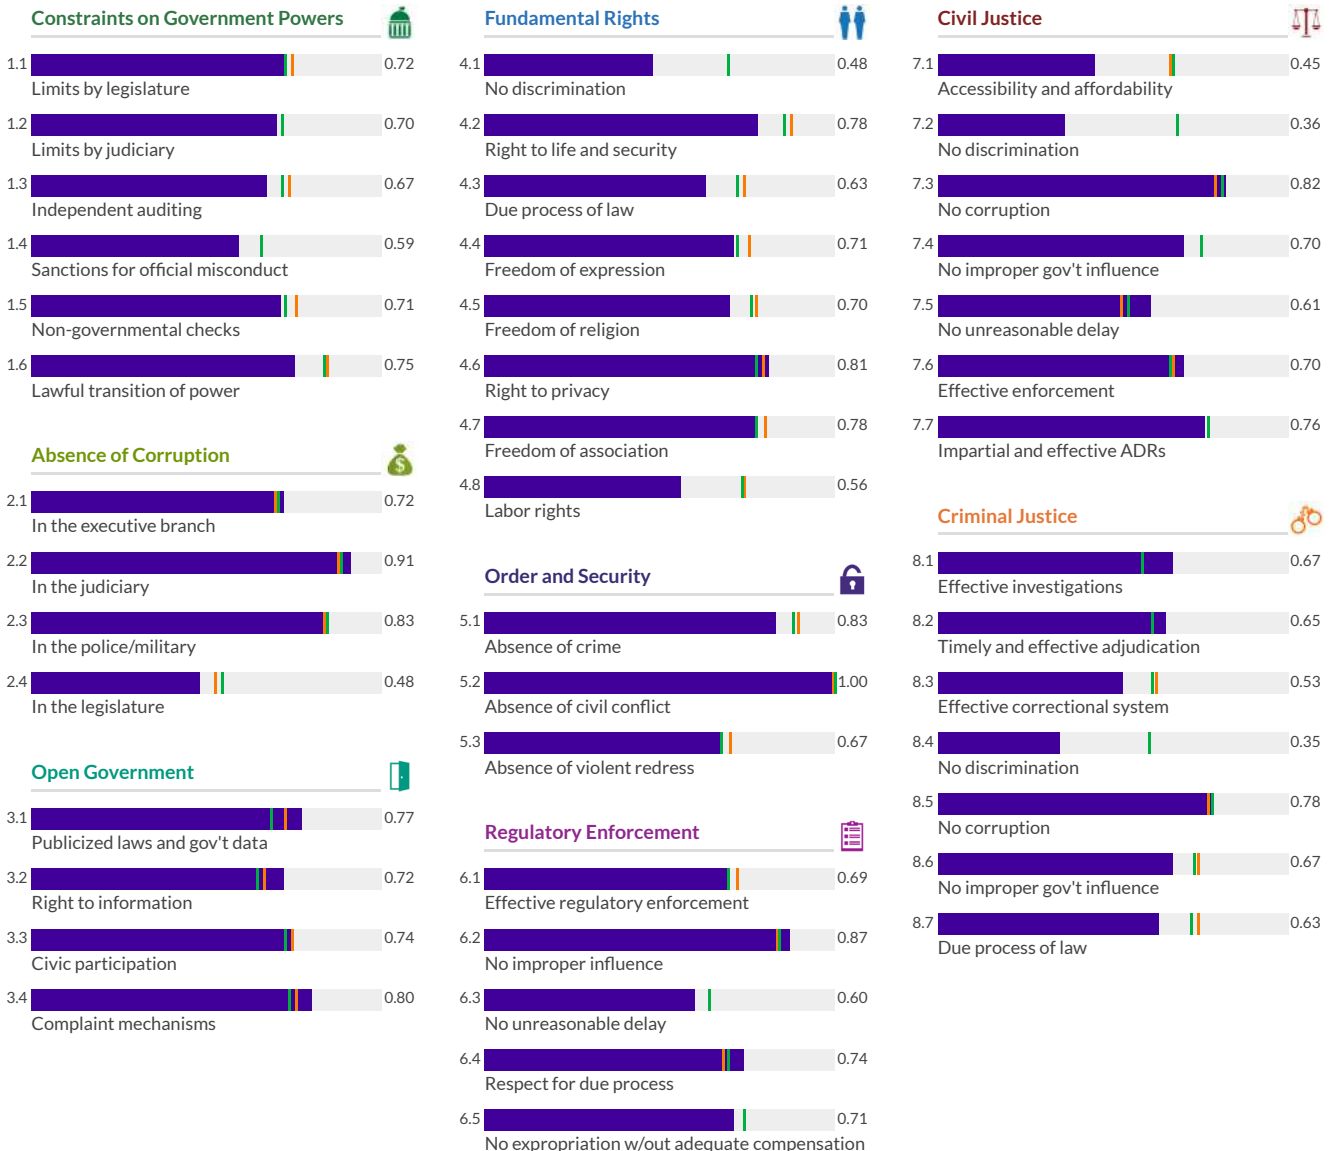 Constraints on Government Powers
1.1 0.72
Limits by legislature
1.2 0.70
Limits by judiciary
1.3 0.67
Independent auditing
1.4 0.59
Sanctions for official misconduct
1.5 0.71
Non-governmental checks
1.6 0.75
Lawful transition of power
Absence of Corruption
$
2.1 0.72
In the executive branch
2.2 0.91
In the judiciary
2.3 0.83
In the police/military
2.4 0.48
In the legislature
Open Government
3.1 0.77
Publicized laws and gov't data
3.2 0.72
Right to information
3.3 0.74
Civic participation
3.4 0.80
Complaint mechanisms
Fundamental Rights
4.1 0.48
No discrimination
4.2 0.78
Right to life and security
4.3 0.63
Due process of law
4.4 0.71
Freedom of expression
4.5 0.70
Freedom of religion
4.6 0.81
Right to privacy
4.7 0.78
Freedom of association
4.8 0.56
Labor rights
Order and Security
5.1 0.83
Absence of crime
5.2 1.00
Absence of civil conflict
5.3 0.67
Absence of violent redress
Regulatory Enforcement
6.1 0.69
Effective regulatory enforcement
6.2 0.87
No improper influence
6.3 0.60
No unreasonable delay
6.4 0.74
Respect for due process
6.5 0.71
No expropriation w/out adequate compensation
Civil Justice
7.1 0.45
Accessibility and affordability
7.2 0.36
No discrimination
7.3 0.82
No corruption
7.4 0.70
No improper gov't influence
7.5 0.61
No unreasonable delay
7.6 0.70
Effective enforcement
7.7 0.76
Impartial and effective ADRs
Criminal Justice
8.1 0.67
Effective investigations
8.2 0.65
Timely and effective adjudication
8.3 0.53
Effective correctional system
8.4 0.35
No discrimination
8.5 0.78
No corruption
8.6 0.67
No improper gov't influence
8.7 0.63
Due process of law